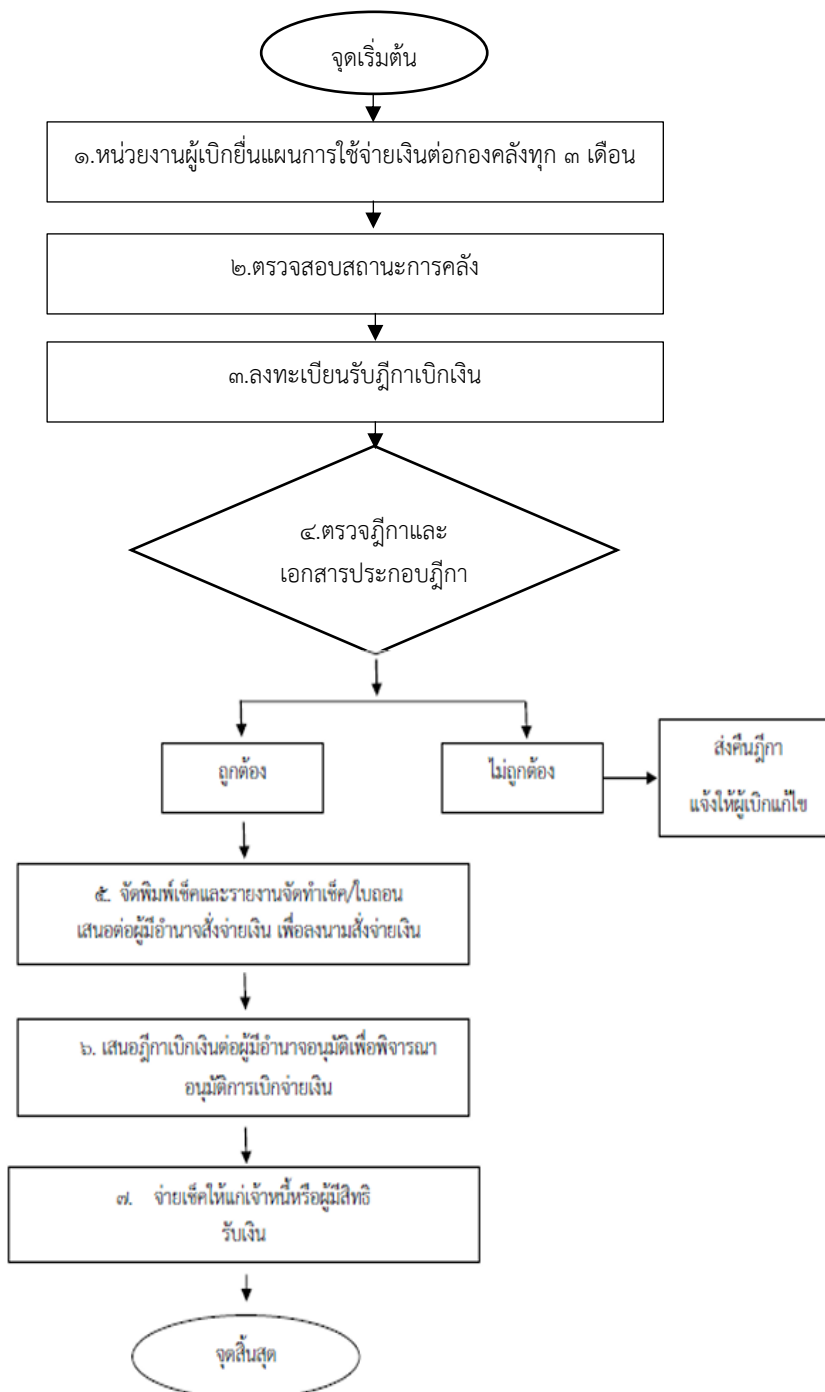 จุดเริ่มต้น
๑.หน่วยงานผู้เบิกยื่นแผนการใช้จ่ายเงินต่อกองคลังทุก ๓ เดือน
๒.ตรวจสอบสถานะการคลัง
๓.ลงทะเบียนรับฎีกาเบิกเงิน
๔.ตรวจฎีกาและ
เอกสารประกอบฎีกา
ถูกต้อง
ไม่ถูกต้อง
ส่งคืนฎีกา
แจ้งให้ผู้เบิกแก้ไข
๕. จัดพิมพ์เช็คและรายงานจัดทำเช็ค/ใบถอน
เสนอต่อผู้มีอำนาจสั่งจ่ายเงิน เพื่อลงนามสั่งจ่ายเงิน
๖. เสนอฎีกาเบิกเงินต่อผู้มีอำนาจอนุมัติเพื่อพิจารณา
อนุมัติการเบิกจ่ายเงิน
๗. จ่ายเช็คให้แก่เจ้าหนี้หรือผู้มีสิทธิ
รับเงิน
จุดสิ้นสุด